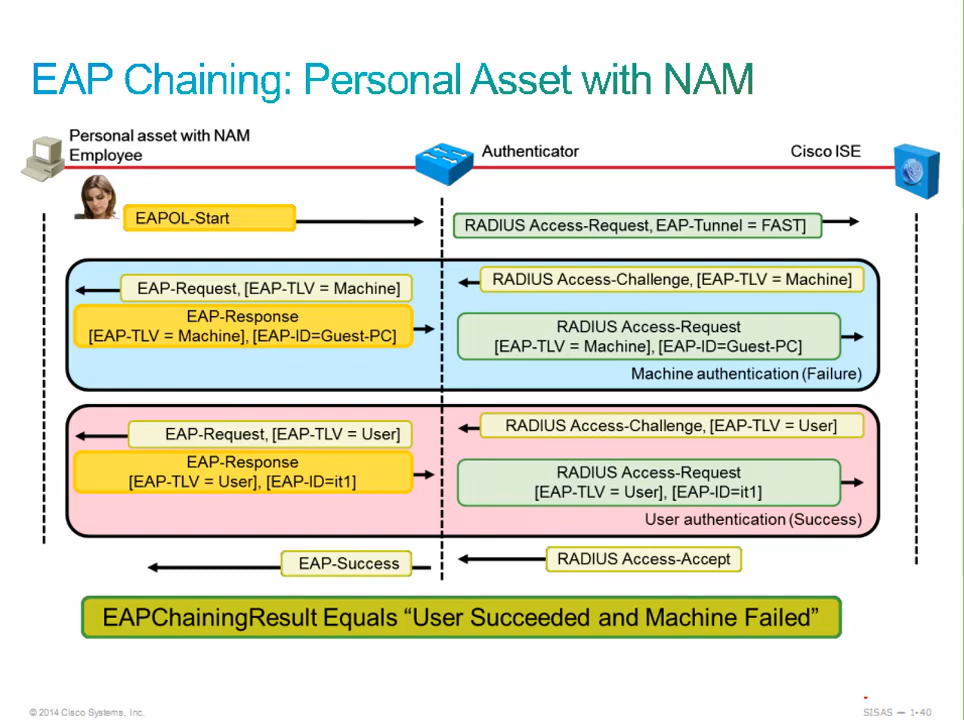 EAP Chaining: Personal Asset with NAM
Personal asset with NAM
Employee
Authenticator
Cisco ISE
EAPOL-Start
RADIUS Access-Request, EAP-Tunnel = FAST]
EAP-Request, [EAP-TLV = Machine]
RADIUS Access-Challenge, [EAP-TLV = Machine]
EAP-Response
[EAP-TLV = Machine], [EAP-ID=Guest-PC]
RADIUS Access-Request
[EAP-TLV = Machine], [EAP-ID=Guest-PC]
Machine authentication (Failure)
EAP-Request, [EAP-TLV = User]
RADIUS Access-Challenge, [EAP-TLV = User]
EAP-Response
[EAP-TLV = User], [EAP-ID=it1]
RADIUS Access-Request
[EAP-TLV = User], [EAP-ID=it1]
User authentication (Success)
EAP-Success
RADIUS Access-Accept
EAPChainingResult Equals “User Succeeded and Machine Failed”
© 2014 Cisco Systems, Inc.
SISAS — 1-40